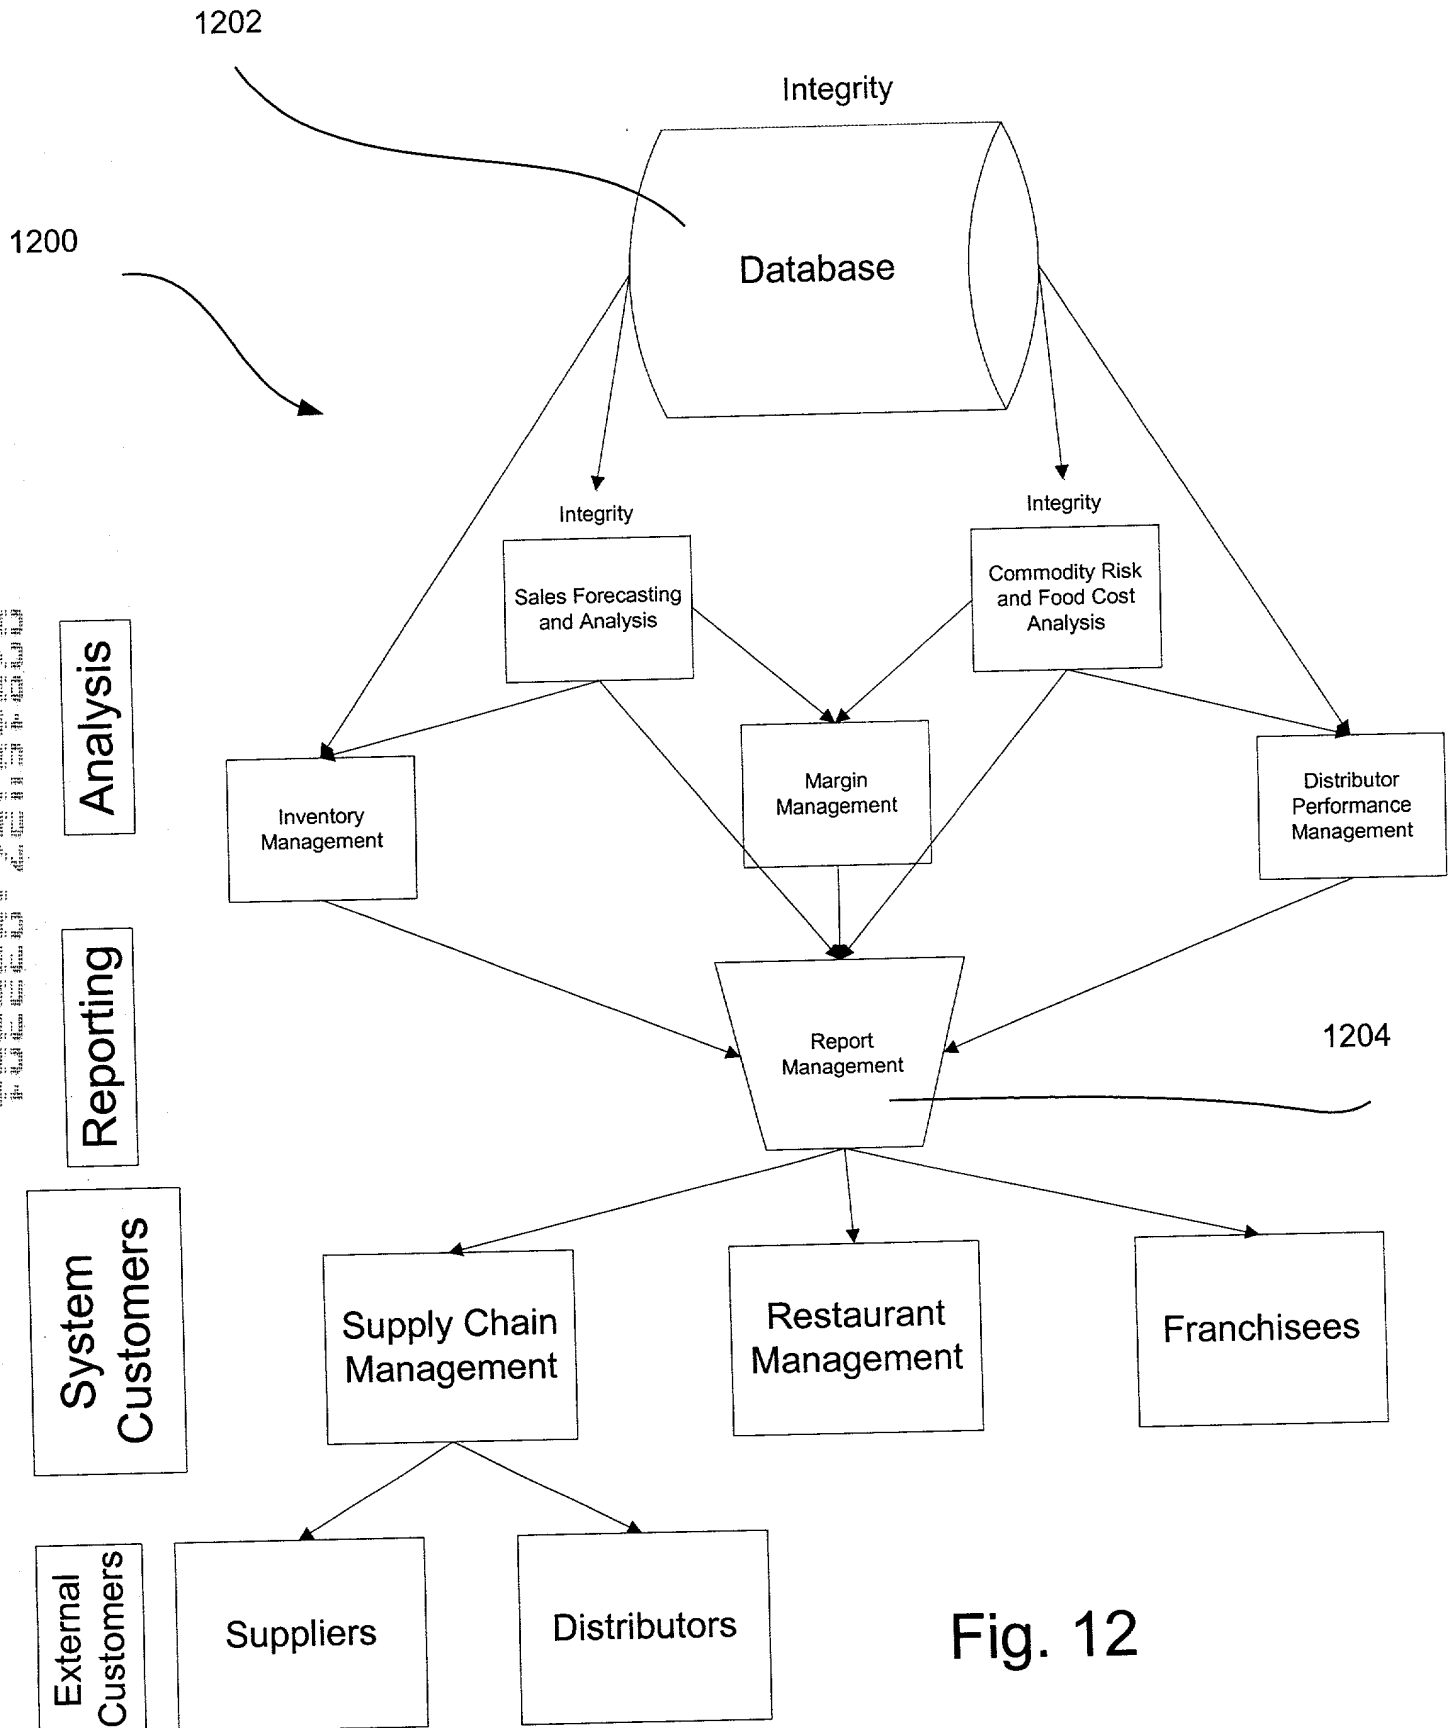 1202
Integrity
1200
Database
Integrity
Integrity
Sales Forecasting
and Analysis
Commodity Risk
and Food Cost
Analysis
Analysis
Inventory
Management
Margin
Management
Distributor
Performance
Management
Reporting
Report
Management
1204
System
Customers
Supply Chain
Management
Restaurant
Management
Franchisees
External
Customers
Suppliers
Distributors
Fig. 12